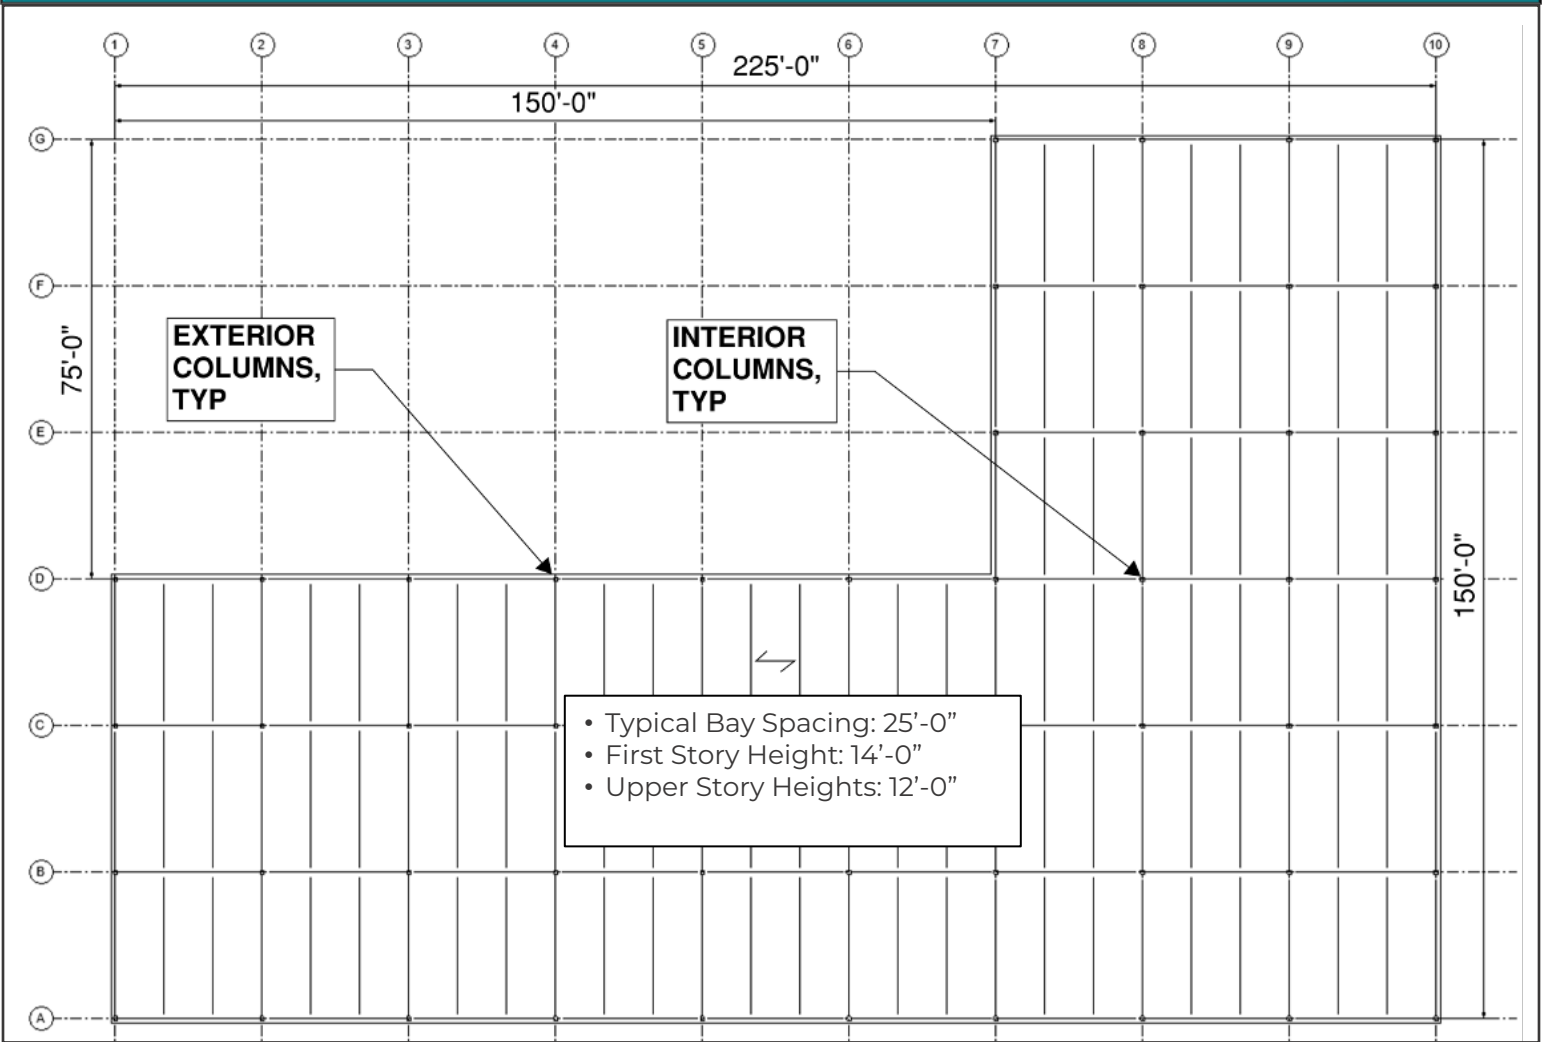 1 2 3 4 5 6 7 8 9 10
225'-0"
150'-0"
G
F
EXTERIOR
COLUMNS,
TYP
INTERIOR
COLUMNS,
TYP
75'-0"
E
D
150'-0"
C
• Typical Bay Spacing: 25’-0”
• First Story Height: 14’-0”
• Upper Story Heights: 12’-0”
B
A